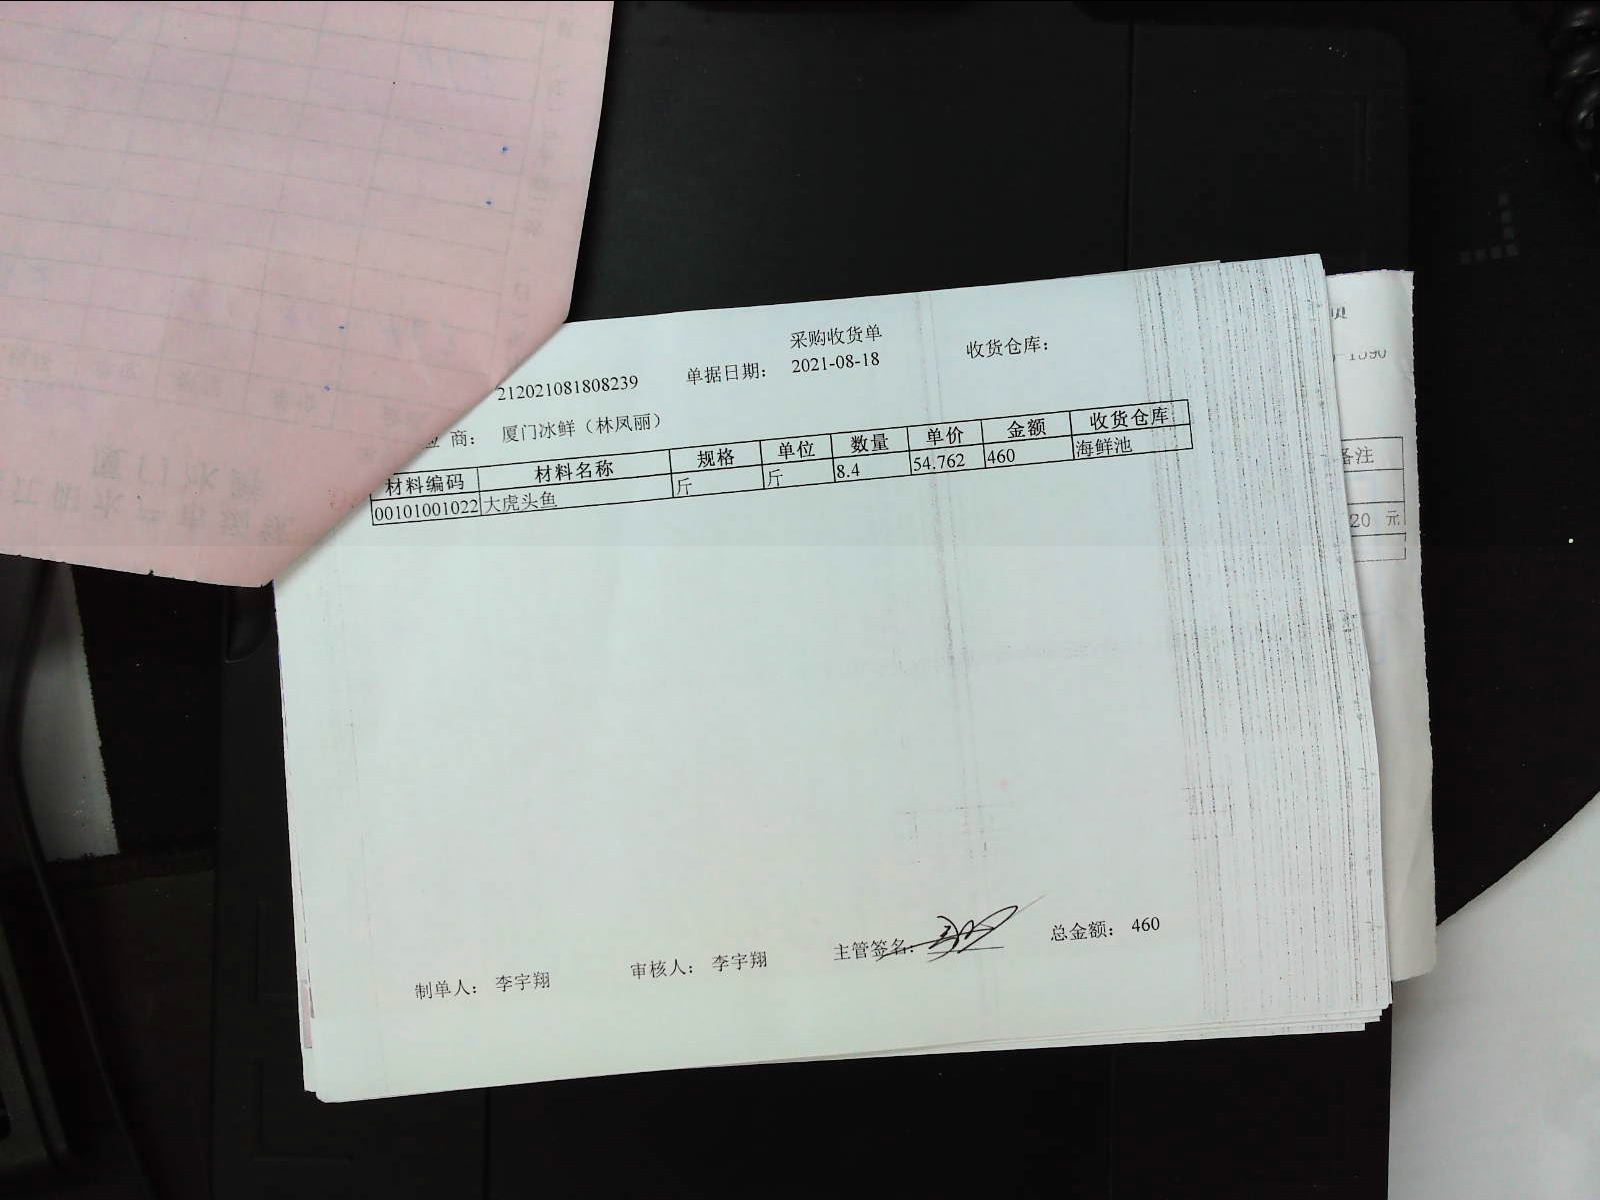 采购收货单
212021081808239 单据日期： 2021-08-18 收货仓库：
商： 厦门冰鲜（林凤丽）
材料编码 材料名称 规格 单位 数量 单价 金额 收货仓库
00101001022 大虎头鱼 斤 斤 8.4 54.762 460 海鲜池
制单人： 李宇翔 审核人： 李宇翔 主管签名： 总金额： 460
备注
20 元